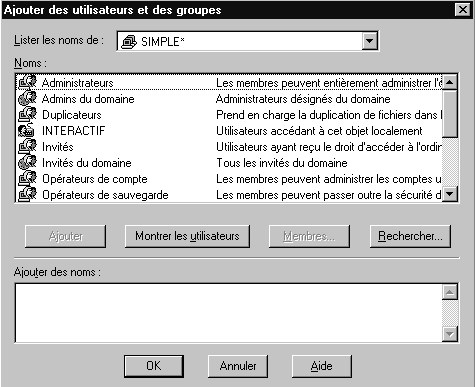 Ajouter des utilisateurs et des groupes
Lister les noms de : SIMPLE*
Noms :
Administrateurs Les membres peuvent entièrement administrer l'é
Admins du domaine Administrateurs désignés du domaine
Duplicateurs Prend en charge la duplication de fichiers dans l
INTERACTIF Utilisateurs accédant à cet objet localement
Invités Utilisateurs ayant reçu le droit d'accéder à l'ordin
Invités du domaine Tous les invités du domaine
Opérateurs de compte Les membres peuvent administrer les comptes u
Opérateurs de sauvegarde Les membres peuvent passer outre la sécurité d
Ajouter Montrer les utilisateurs Membres... Rechercher...
Ajouter des noms :
OK Annuler Aide